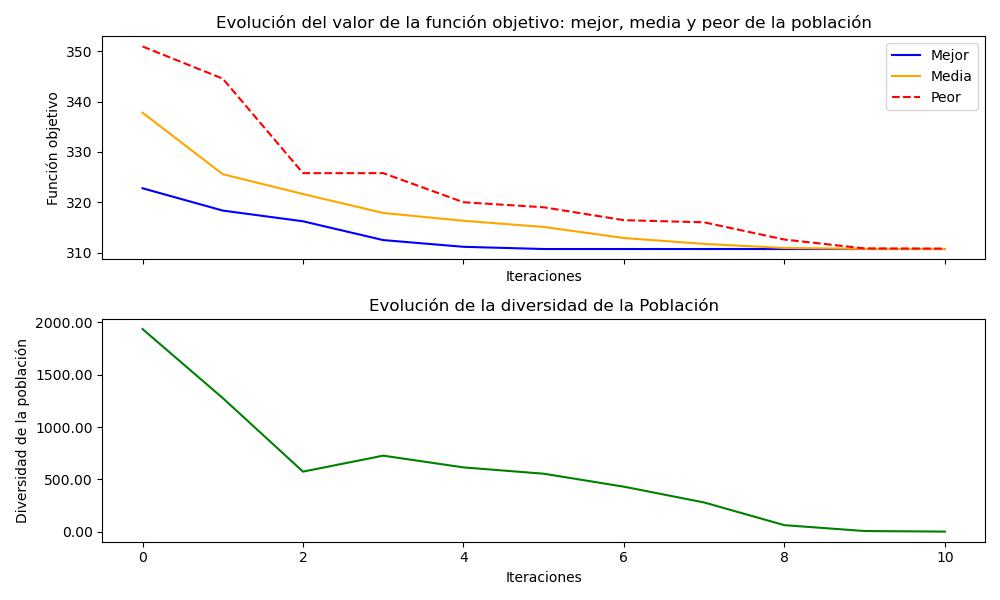 Evolución del valor de la función objetivo: mejor, media y peor de la población
350
340
330
320
310
Función objetivo
Mejor
Media
Peor
Iteraciones
Evolución de la diversidad de la Población
2000.00
1500.00
1000.00
500.00
0.00
Diversidad de la población
0 2 4 6 8 10
Iteraciones